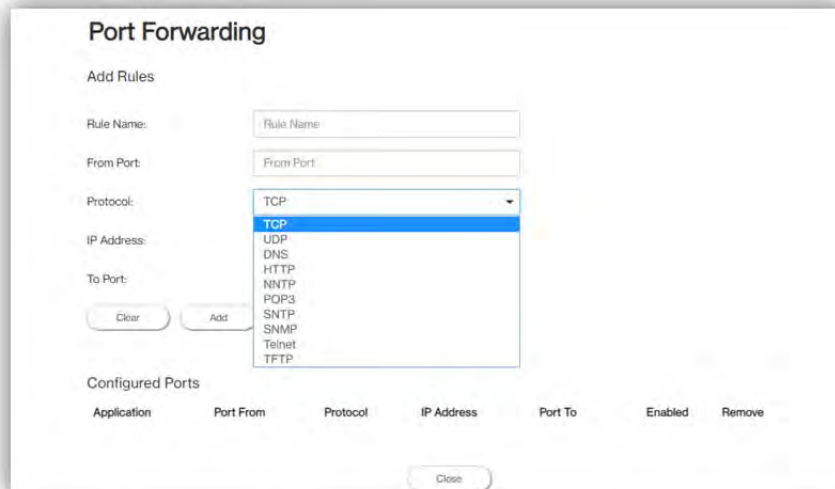 Port Forwarding
Add Rules
Rule Name: Rule Name
From Port: From Port
Protocol: TCP
TCP
UDP
IP Address:
DNS
HTTP
To Port: NNTP
POP3
Clear Add SNTP
SNMP
Telnet
TFTP
Configured Ports
Application Port From Protocol IP Address Port To Enabled Remove
Close